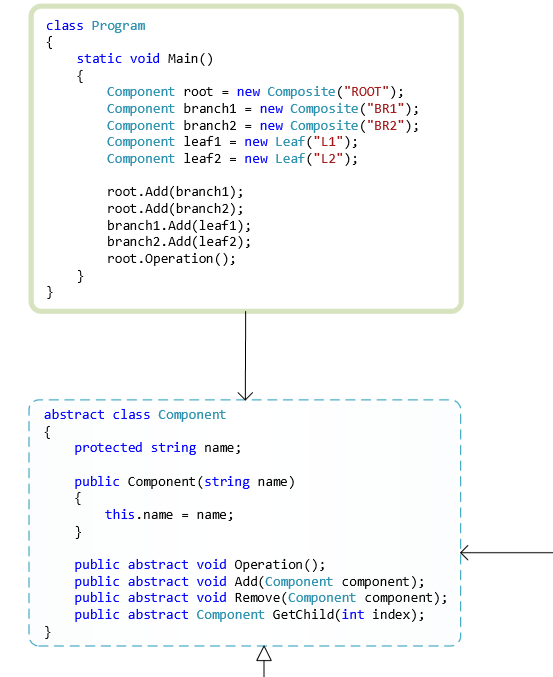 class Program
{
static void Main()
{
Component root = new Composite("ROOT");
Component branch1 = new Composite("BR1");
Component branch2 = new Composite("BR2");
Component leaf1 = new Leaf("L1");
Component leaf2 = new Leaf("L2");
root.Add(branch1);
root.Add(branch2);
branch1.Add(leaf1);
branch2.Add(leaf2);
root.Operation();
}
}
abstract class Component
{
protected string name;
public Component(string name)
{
this.name = name;
}
public abstract void Operation();
public abstract void Add(Component component);
public abstract void Remove(Component component);
public abstract Component GetChild(int index);
}